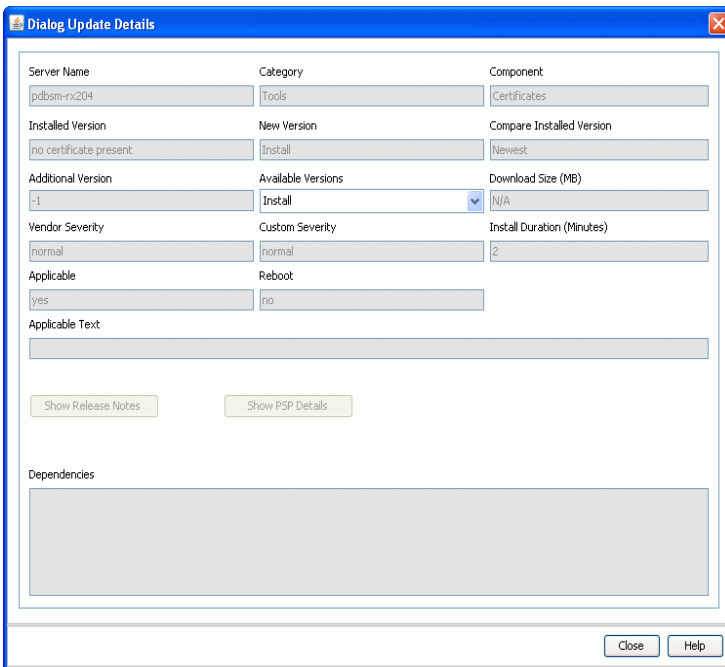 Dialog Update Details
Server Name Category Component
pdbsm-rx204 Tools Certificates
Installed Version New Version Compare Installed Version
no certificate present Install Newest
Additional Version Available Versions Download Size (MB)
-1 Install N/A
Vendor Severity Custom Severity Install Duration (Minutes)
normal normal 2
Applicable Reboot
yes no
Applicable Text
Show Release Notes Show PSP Details
Dependencies
Close Help